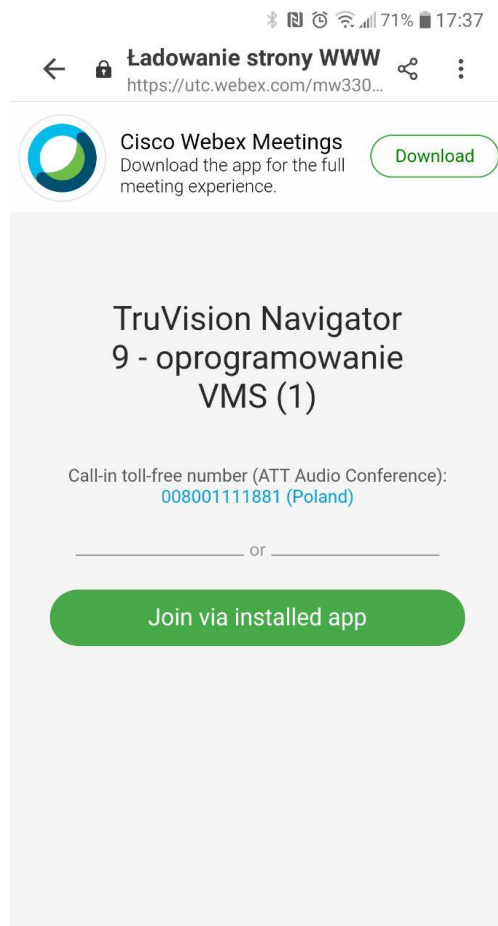 71% 17:37
Ładowanie strony WWW
https://utc.webex.com/mw330...
Cisco Webex Meetings
Download the app for the full
meeting experience.
Download
TruVision Navigator
9 - oprogramowanie
VMS (1)
Call-in toll-free number (ATT Audio Conference):
008001111881 (Poland)
or
Join via installed app